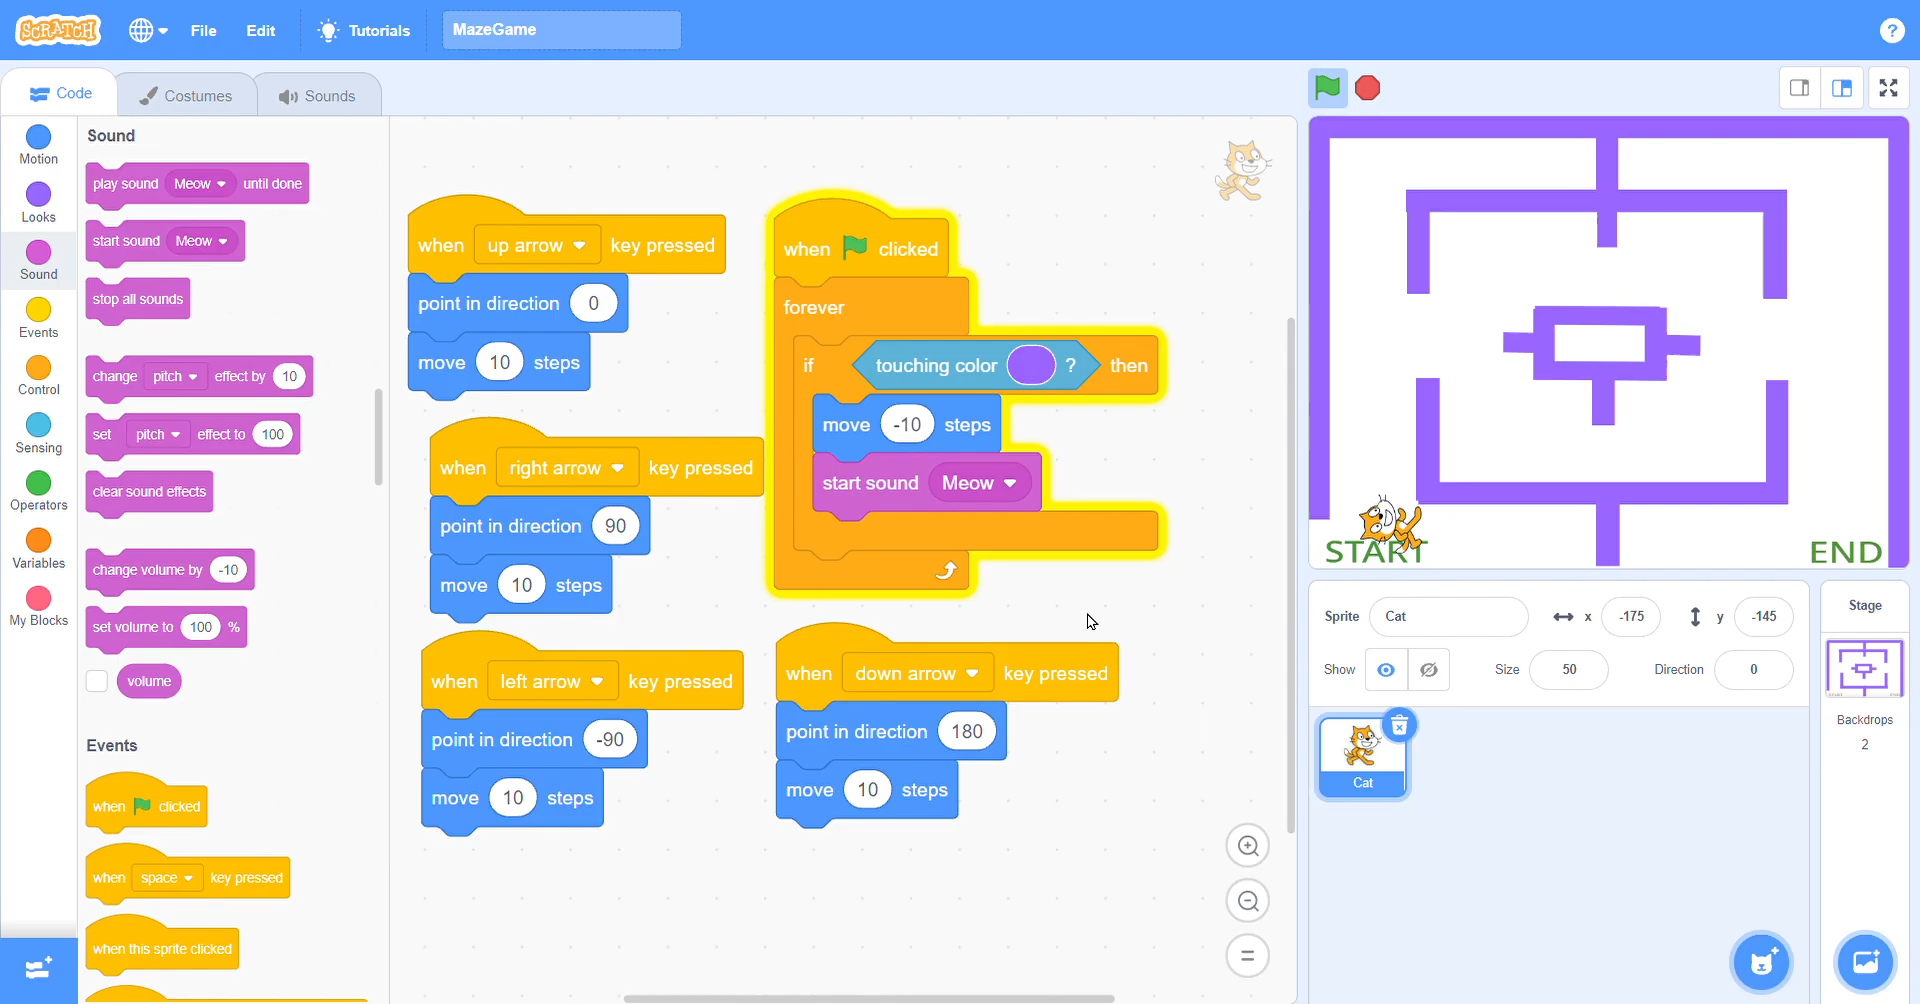 SCRATCH
File
Edit
Tutorials
MazeGame
?
Code
Costumes
Sounds
Motion
Looks
Sound
Events
Control
Sensing
Operators
Variables
My Blocks
Sound
play sound Meow until done
start sound Meow
stop all sounds
change pitch effect by 10
set pitch effect to 100
clear sound effects
change volume by -10
set volume to 100 %
volume
Events
when clicked
when space key pressed
when this sprite clicked
when up arrow key pressed
point in direction 0
move 10 steps
when right arrow key pressed
point in direction 90
move 10 steps
when left arrow key pressed
point in direction -90
move 10 steps
when clicked
forever
if touching color ? then
move -10 steps
start sound Meow
when down arrow key pressed
point in direction 180
move 10 steps
START
END
Sprite Cat x -175 y -145
Show Size 50 Direction 0
Cat
Stage
Backdrops
2